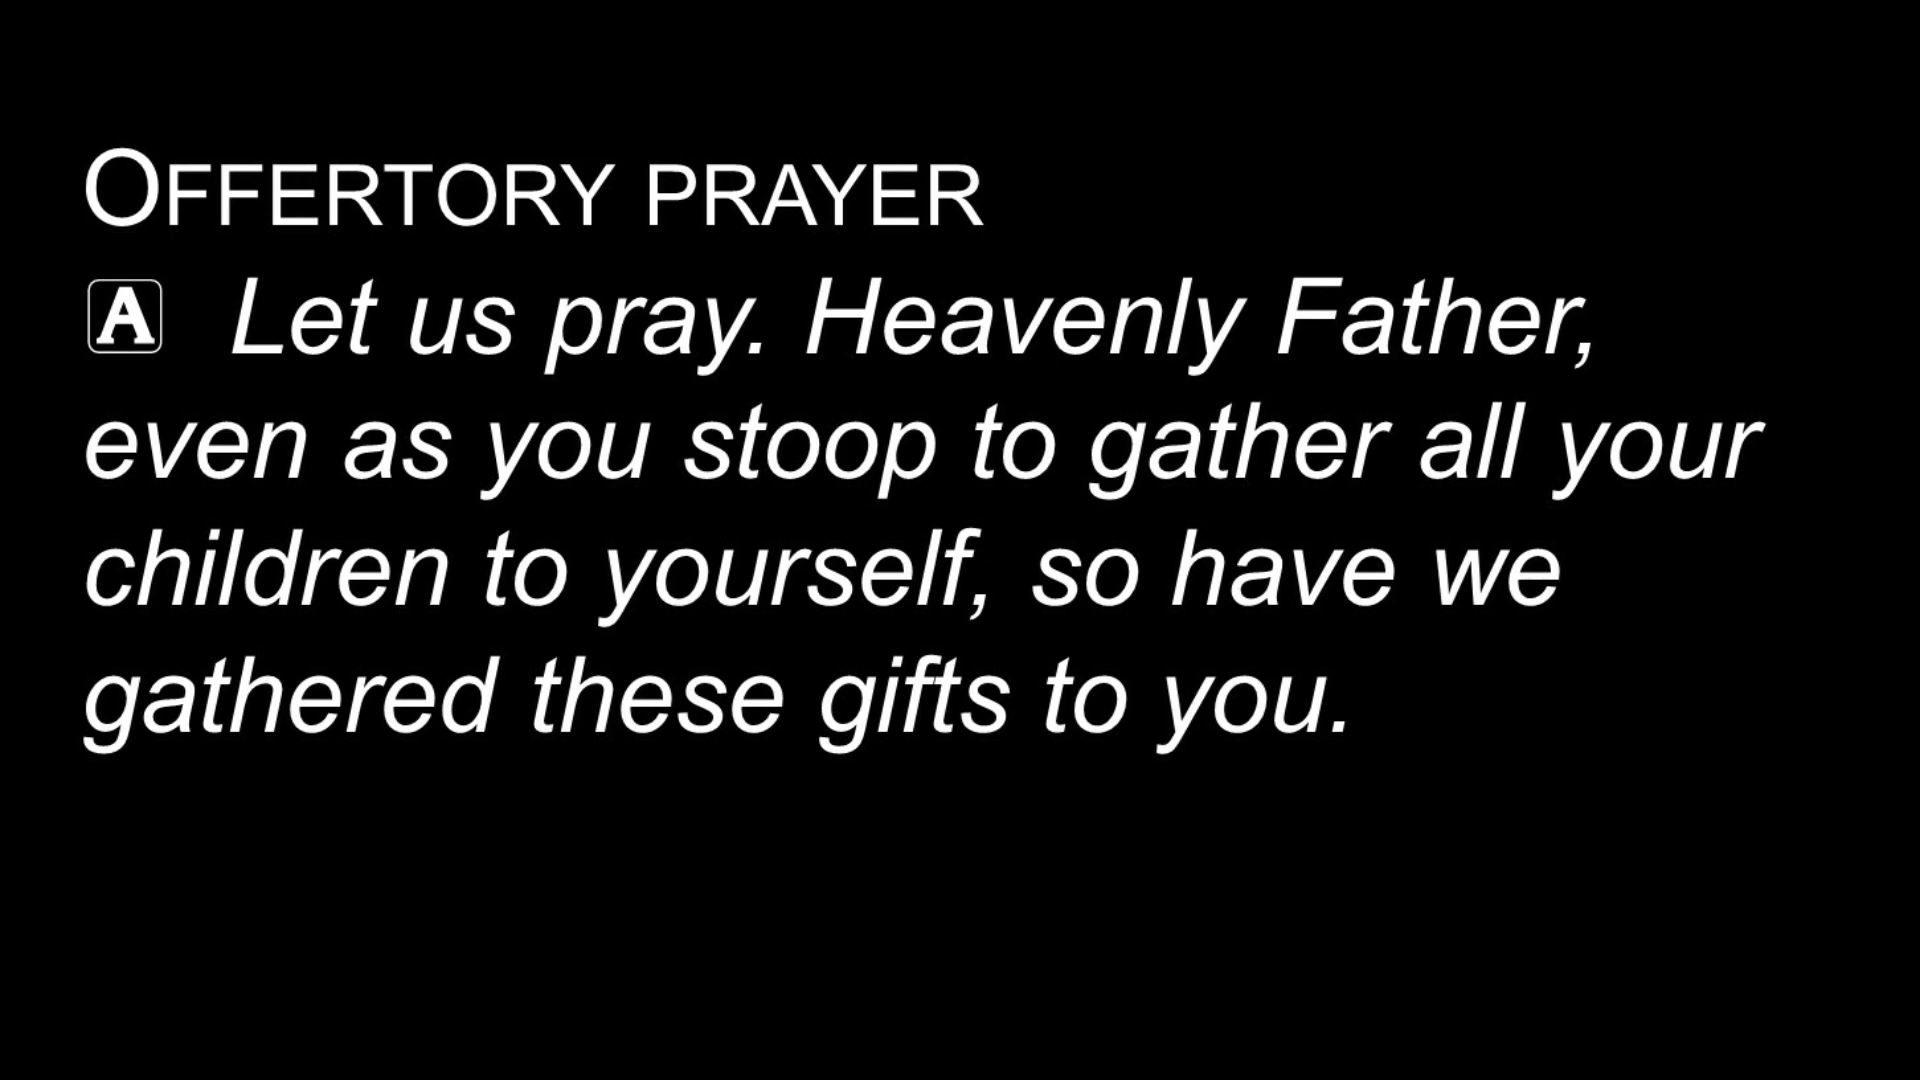 OFFERTORY PRAYER
A Let us pray. Heavenly Father,
even as you stoop to gather all your
children to yourself, so have we
gathered these gifts to you.